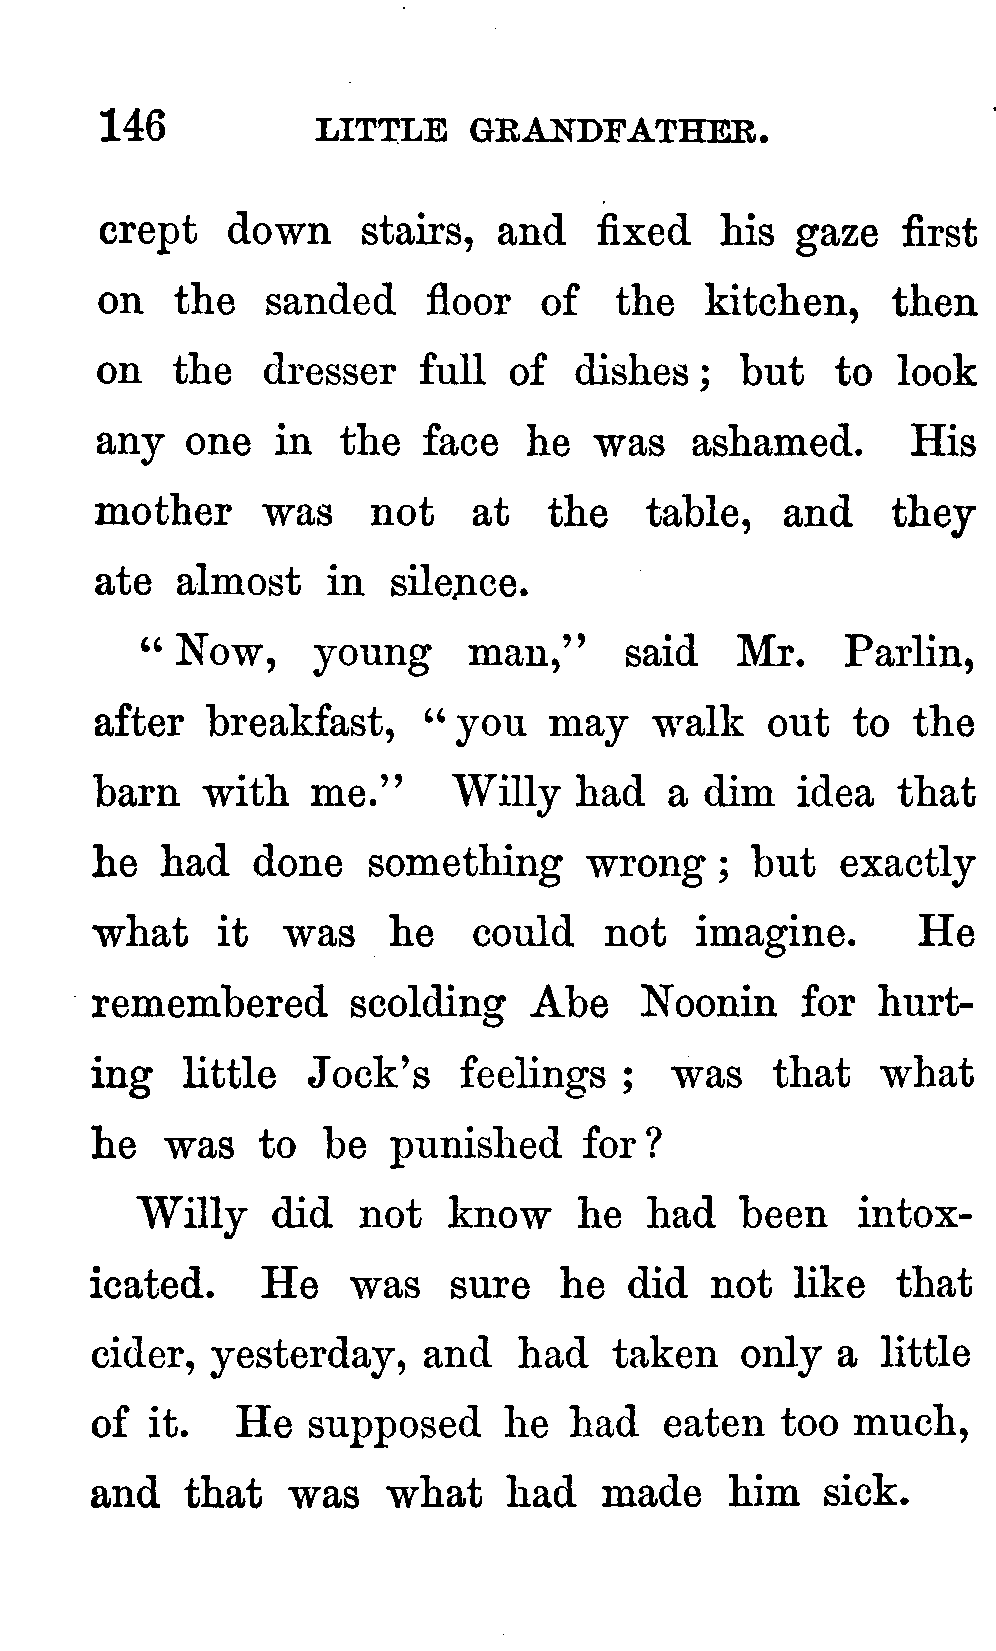 146 LITTLE GRANDFATHER.
crept down stairs, and fixed his gaze first
on the sanded floor of the kitchen, then
on the dresser full of dishes; but to look
any one in the face he was ashamed. His
mother was not at the table, and they
ate almost in silence.
“Now, young man,” said Mr. Parlin,
after breakfast, “you may walk out to the
barn with me.” Willy had a dim idea that
he had done something wrong; but exactly
what it was he could not imagine. He
remembered scolding Abe Noonin for hurt-
ing little Jock’s feelings; was that what
he was to be punished for?
Willy did not know he had been intox-
icated. He was sure he did not like that
cider, yesterday, and had taken only a little
of it. He supposed he had eaten too much,
and that was what had made him sick.